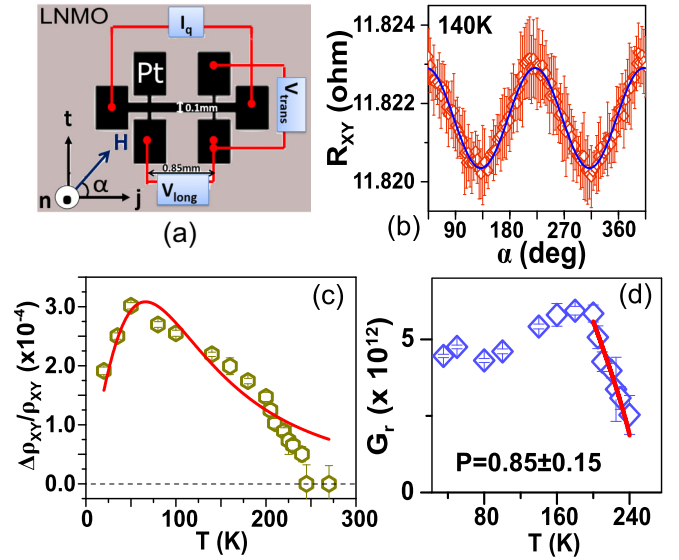 LNMO
I_q
Pt
V_trans
0.1mm
t
H
α
n
j
0.85mm
V_long
(a)
11.824
11.822
11.820
R_XY (ohm)
140K
90
180
270
360
α (deg)
(b)
(c)
3.0
2.0
1.0
0.0
Δρ_XY/ρ_XY (x10^-4)
0
100
200
300
T (K)
(d)
5
0
G_r (x 10^12)
P=0.85±0.15
80
160
240
T (K)